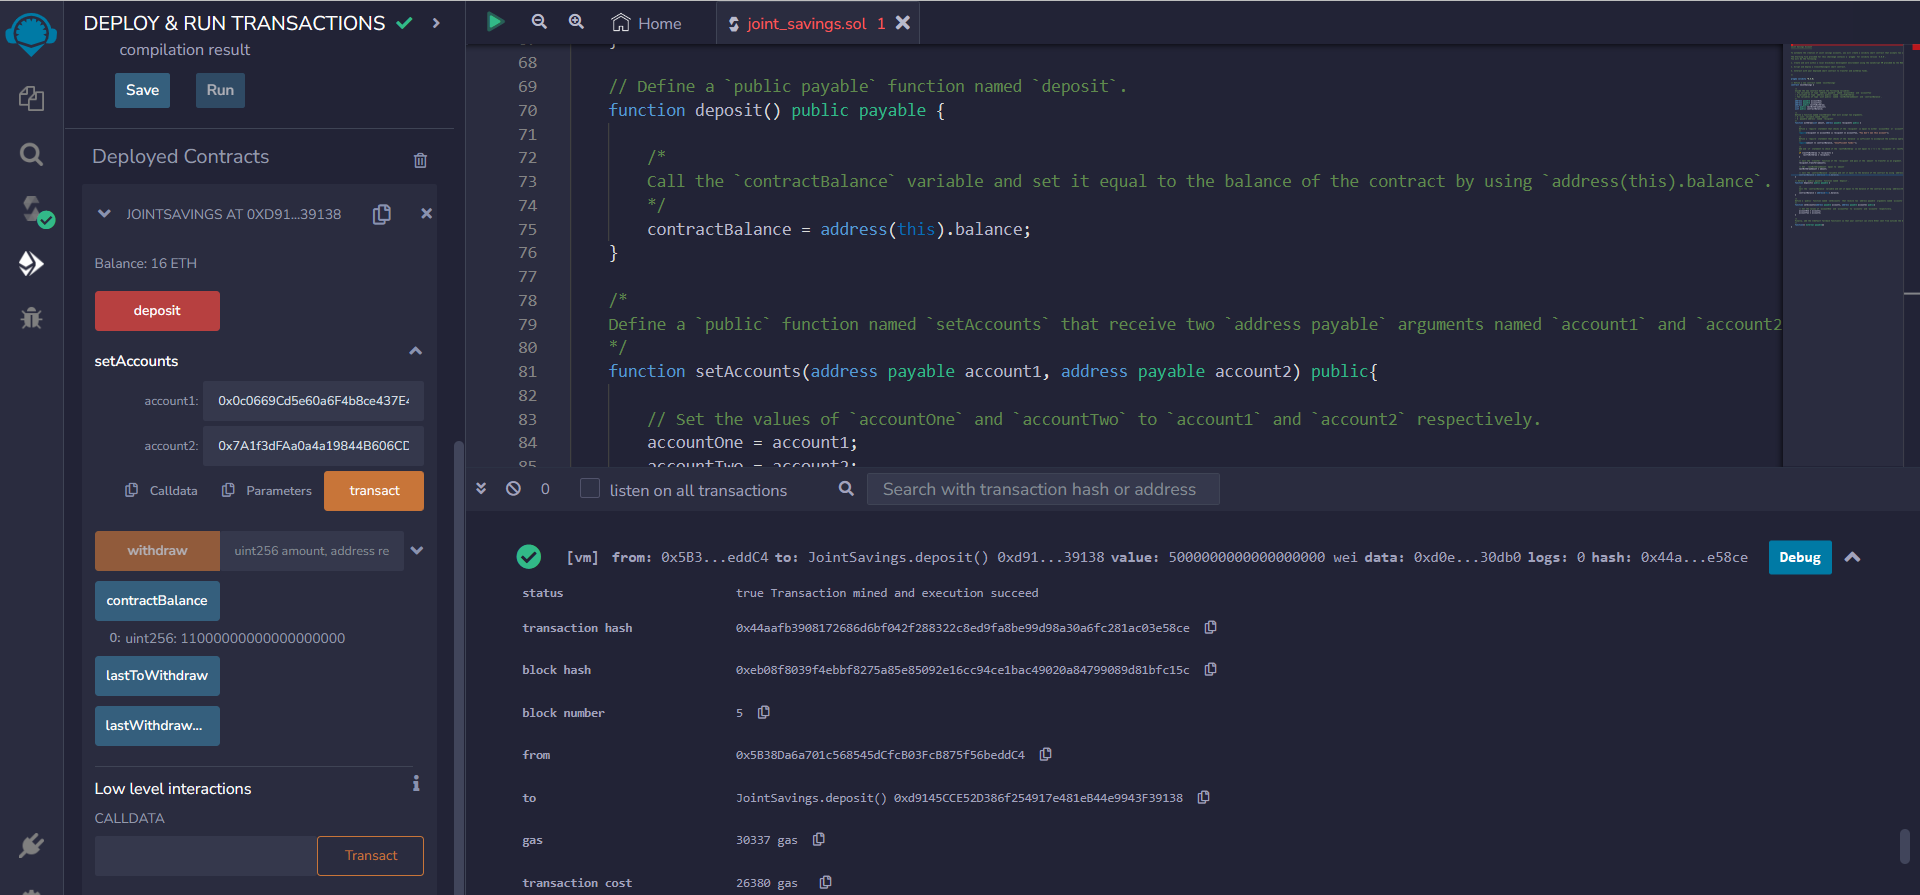 DEPLOY & RUN TRANSACTIONS
compilation result
Save
Run
Deployed Contracts
JOINTSAVINGS AT 0XD91...39138
Balance: 16 ETH
deposit
setAccounts
account1: 0x0c0669Cd5e60a6F4b8ce437E4
account2: 0x7A1f3dFAa0a4a19844B606CD
Calldata Parameters transact
withdraw uint256 amount, address re
contractBalance
0: uint256: 11000000000000000000
lastToWithdraw
lastWithdraw...
Low level interactions
CALLDATA
Transact
Home
joint_savings.sol 1
68
69 // Define a `public payable` function named `deposit`.
70 function deposit() public payable {
71
72 /*
73 Call the `contractBalance` variable and set it equal to the balance of the contract by using `address(this).balance`.
74 */
75 contractBalance = address(this).balance;
76 }
77
78 /*
79 Define a `public` function named `setAccounts` that receive two `address payable` arguments named `account1` and `account2
80 */
81 function setAccounts(address payable account1, address payable account2) public{
82
83 // Set the values of `accountOne` and `accountTwo` to `account1` and `account2` respectively.
84 accountOne = account1;
85 accountTwo = account2;
0 listen on all transactions Search with transaction hash or address
[vm] from: 0x5B3...eddC4 to: JointSavings.deposit() 0xd91...39138 value: 5000000000000000000 wei data: 0xd0e...30db0 logs: 0 hash: 0x44a...e58ce Debug
status true Transaction mined and execution succeed
transaction hash 0x44aafb3908172686d6bf042f288322c8ed9fa8be99d98a30a6fc281ac03e58ce
block hash 0xeb08f8039f4ebbf8275a85e85092e16cc94ce1bac49020a84799089d81bfc15c
block number 5
from 0x5B38Da6a701c568545dCfcB03FcB875f56beddC4
to JointSavings.deposit() 0xd9145CCE52D386f254917e481eB44e9943F39138
gas 30337 gas
transaction cost 26380 gas